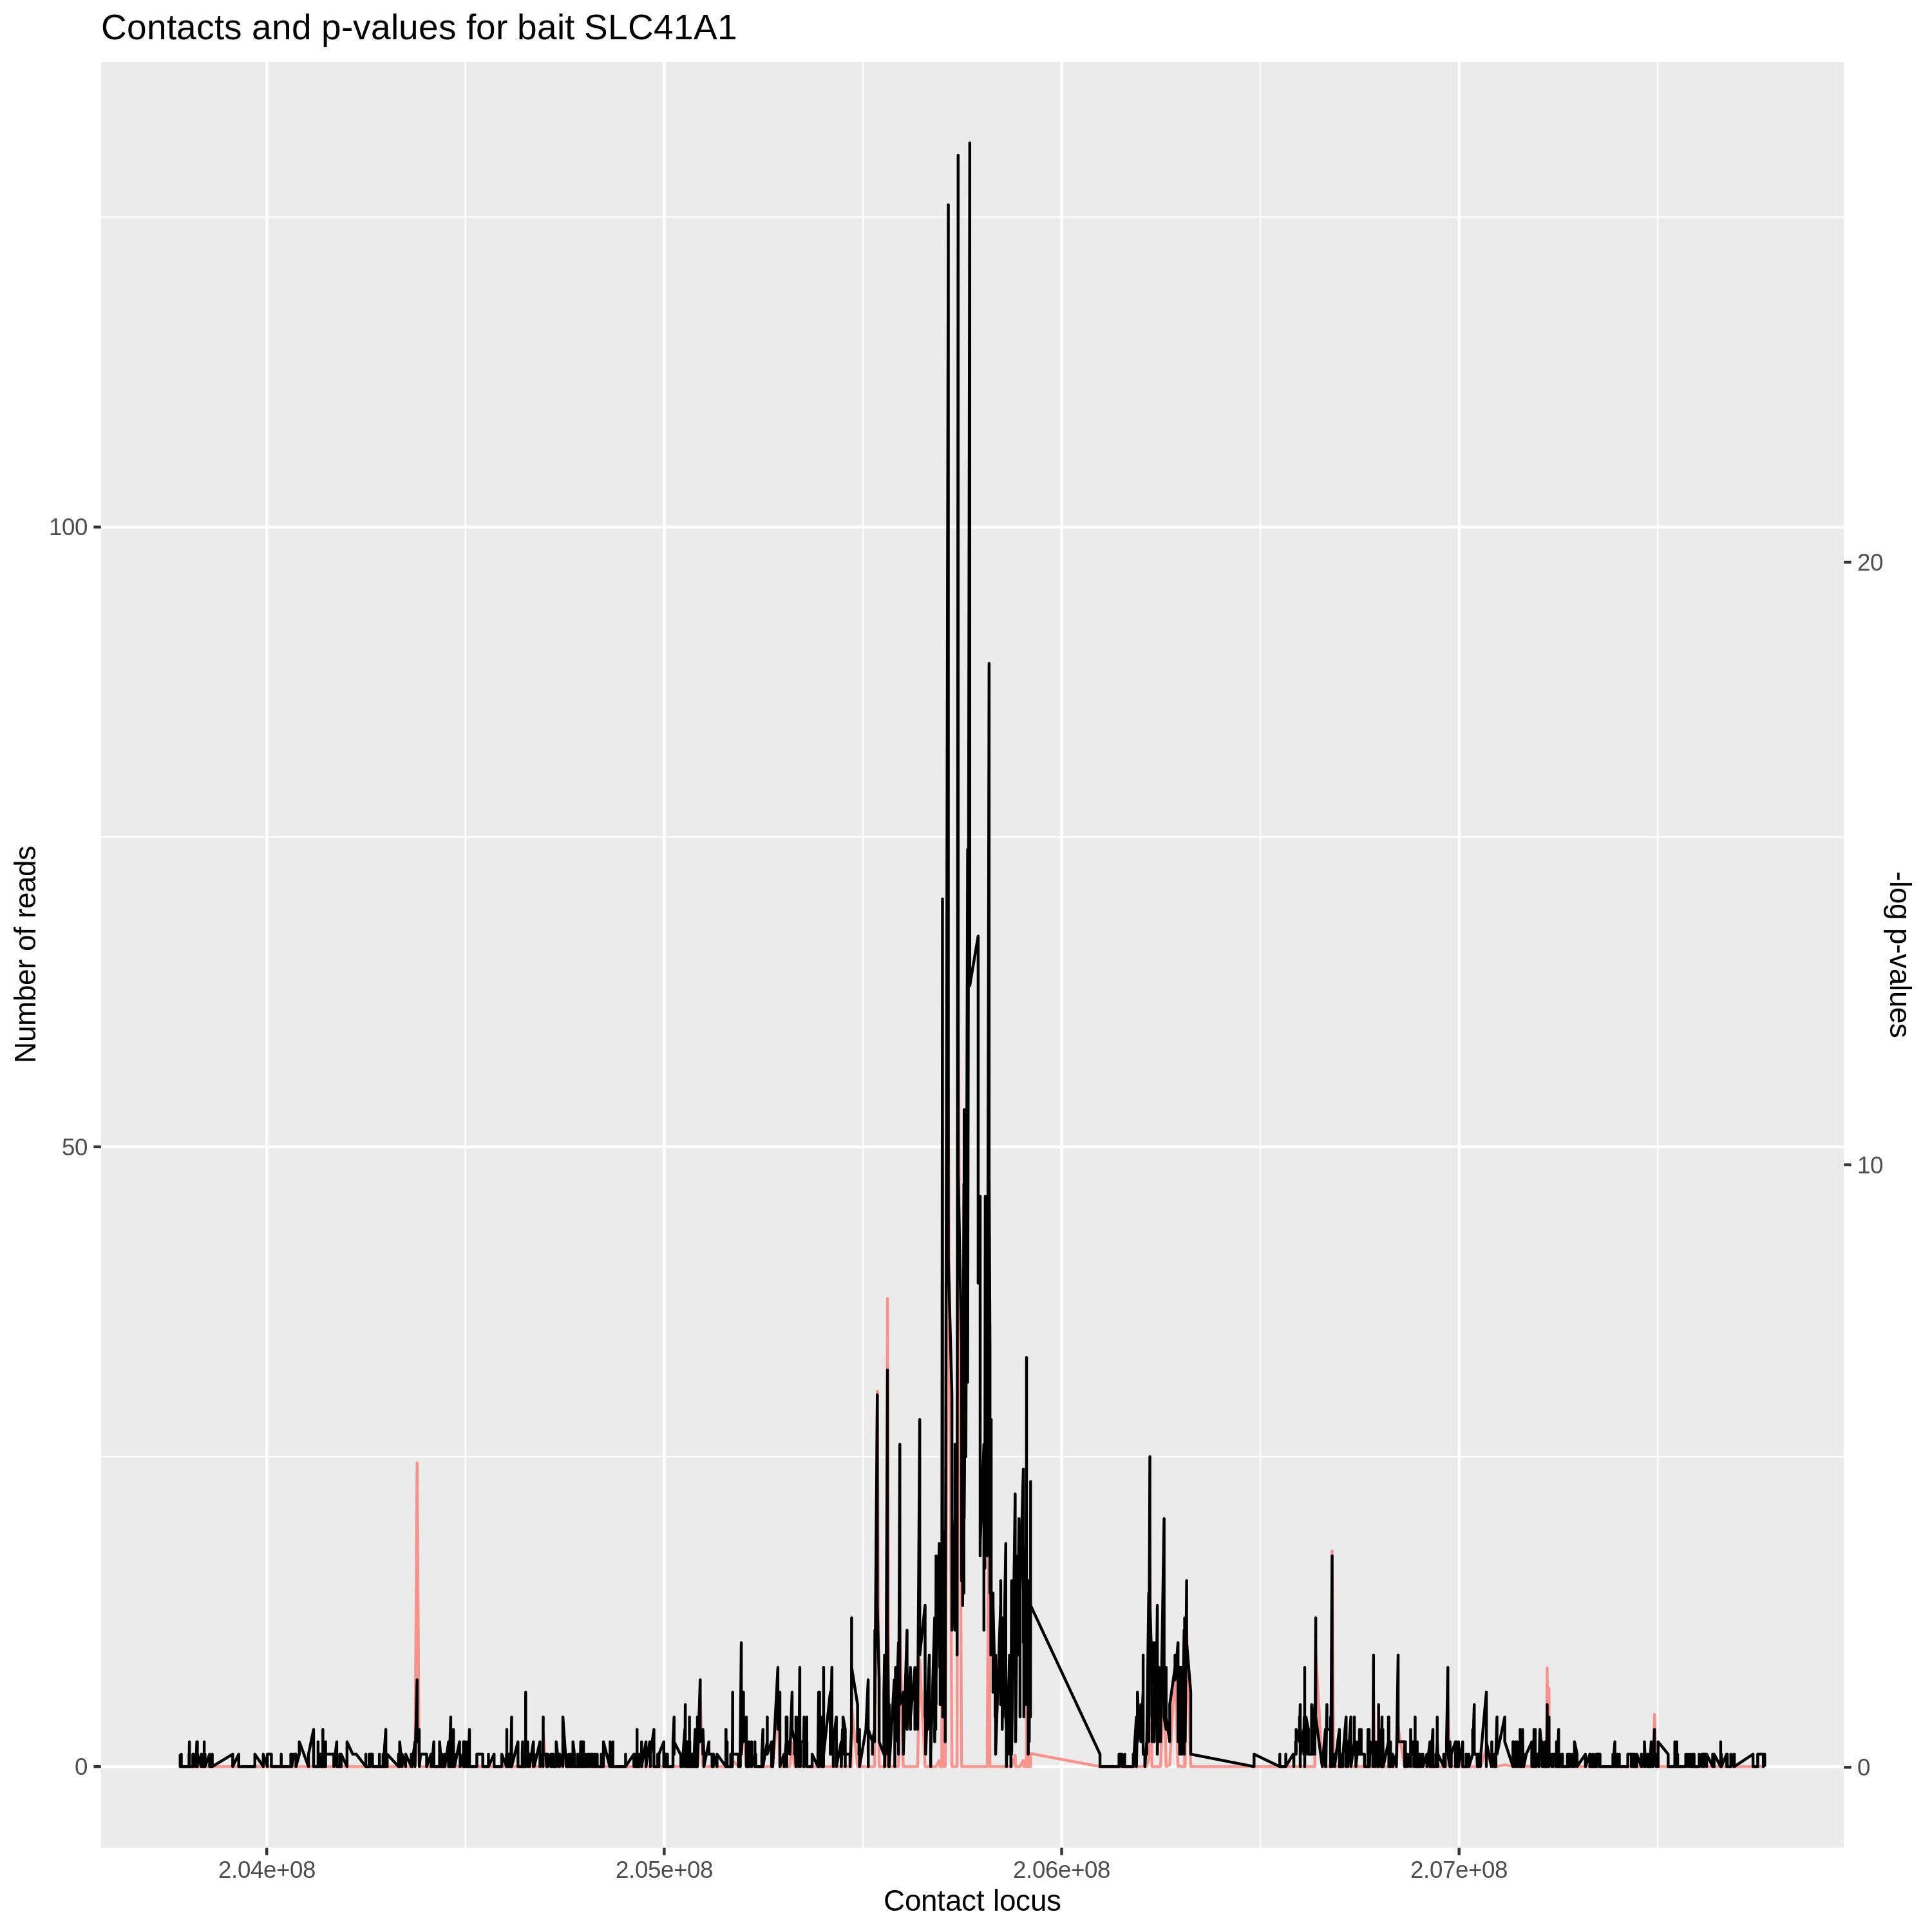 Contacts and p-values for bait SLC41A1
100
50
0
Number of reads
20
10
0
-log p-values
2.04e+08
2.05e+08
2.06e+08
2.07e+08
Contact locus